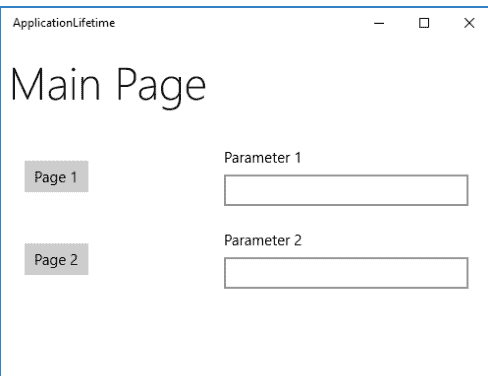 ApplicationLifetime
Main Page
Parameter 1
Page 1
Parameter 2
Page 2